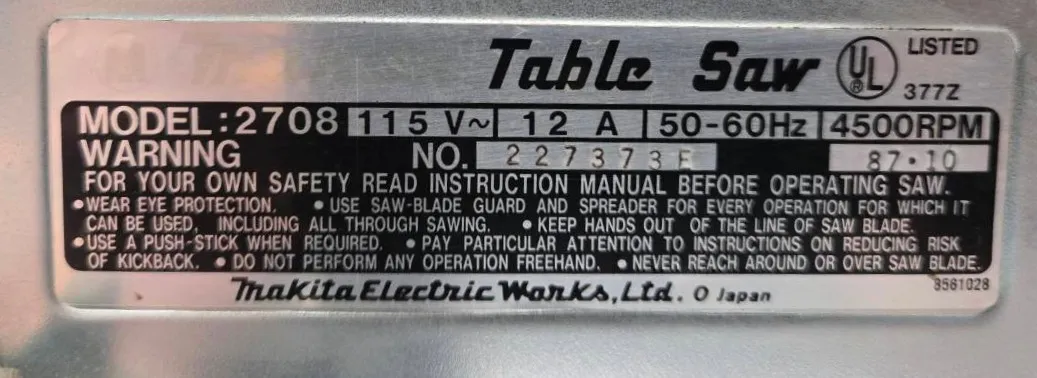 Table Saw UL ® LISTED 377Z
MODEL:2708 115 V~ 12 A 50-60Hz 4500RPM
WARNING NO. 227373E 87·10
FOR YOUR OWN SAFETY READ INSTRUCTION MANUAL BEFORE OPERATING SAW.
•WEAR EYE PROTECTION. •USE SAW-BLADE GUARD AND SPREADER FOR EVERY OPERATION FOR WHICH IT
CAN BE USED, INCLUDING ALL THROUGH SAWING. •KEEP HANDS OUT OF THE LINE OF SAW BLADE.
•USE A PUSH-STICK WHEN REQUIRED. •PAY PARTICULAR ATTENTION TO INSTRUCTIONS ON REDUCING RISK
OF KICKBACK. •DO NOT PERFORM ANY OPERATION FREEHAND. •NEVER REACH AROUND OR OVER SAW BLADE.
Makita Electric Works, Ltd. O Japan 8561028